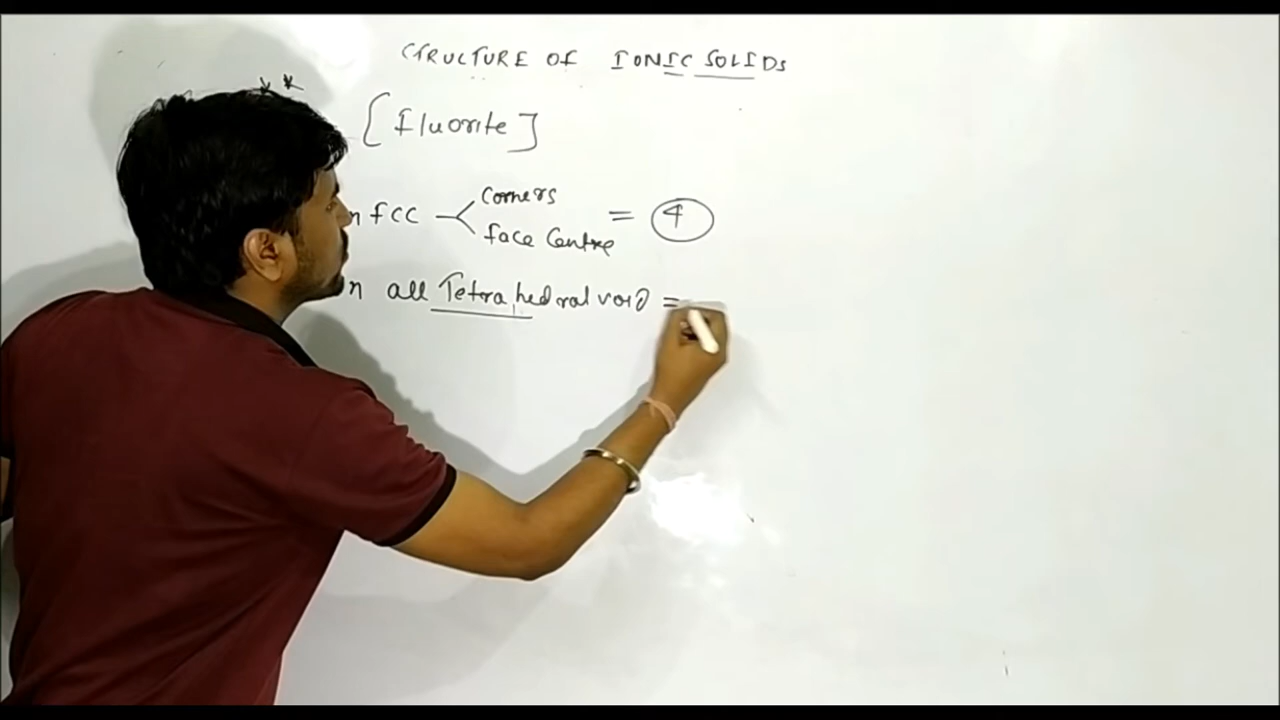 STRUCTURE OF IONIC SOLIDS
[Fluorite]
n fcc
Corners
face Centre
= 4
n all Tetrahedral void =